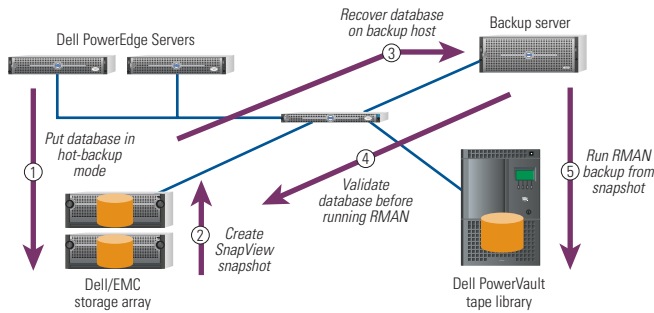 Dell PowerEdge Servers
Recover database
on backup host
Backup server
3
Put database in
hot-backup
mode
1
4
Validate
database before
running RMAN
5
Run RMAN
backup from
snapshot
2
Create
SnapView
snapshot
Dell/EMC
storage array
Dell PowerVault
tape library